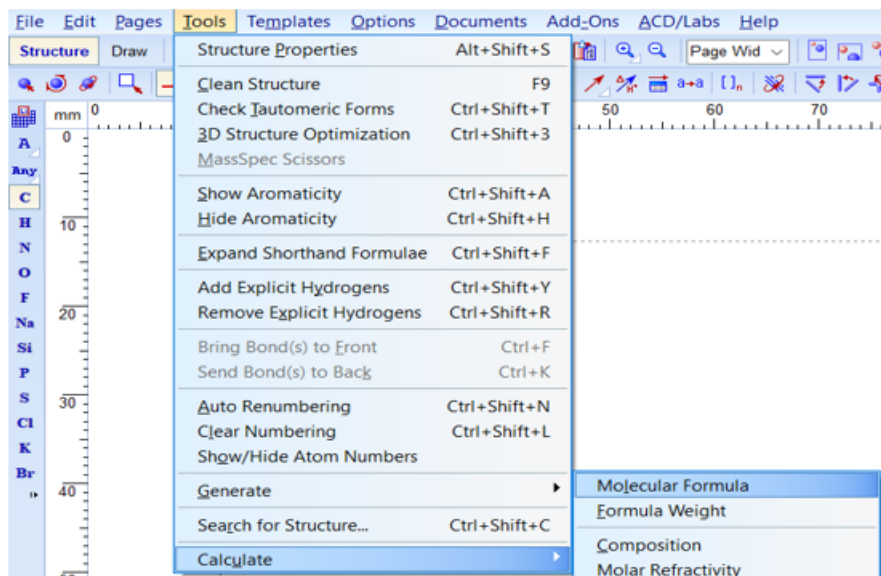 File Edit Pages Tools Templates Options Documents Add-Ons ACD/Labs Help
Structure Draw Page Wid
mm 0 50 60 70
Structure Properties Alt+Shift+S
Clean Structure F9
Check Tautomeric Forms Ctrl+Shift+T
3D Structure Optimization Ctrl+Shift+3
MassSpec Scissors
Show Aromaticity Ctrl+Shift+A
Hide Aromaticity Ctrl+Shift+H
Expand Shorthand Formulae Ctrl+Shift+F
Add Explicit Hydrogens Ctrl+Shift+Y
Remove Explicit Hydrogens Ctrl+Shift+R
Bring Bond(s) to Front Ctrl+F
Send Bond(s) to Back Ctrl+K
Auto Renumbering Ctrl+Shift+N
Clear Numbering Ctrl+Shift+L
Show/Hide Atom Numbers
Generate
Search for Structure... Ctrl+Shift+C
Calculate
Molecular Formula
Formula Weight
Composition
Molar Refractivity
A
Any
C
H
N
O
F
Na
Si
P
S
Cl
K
Br
0
10
20
30
40